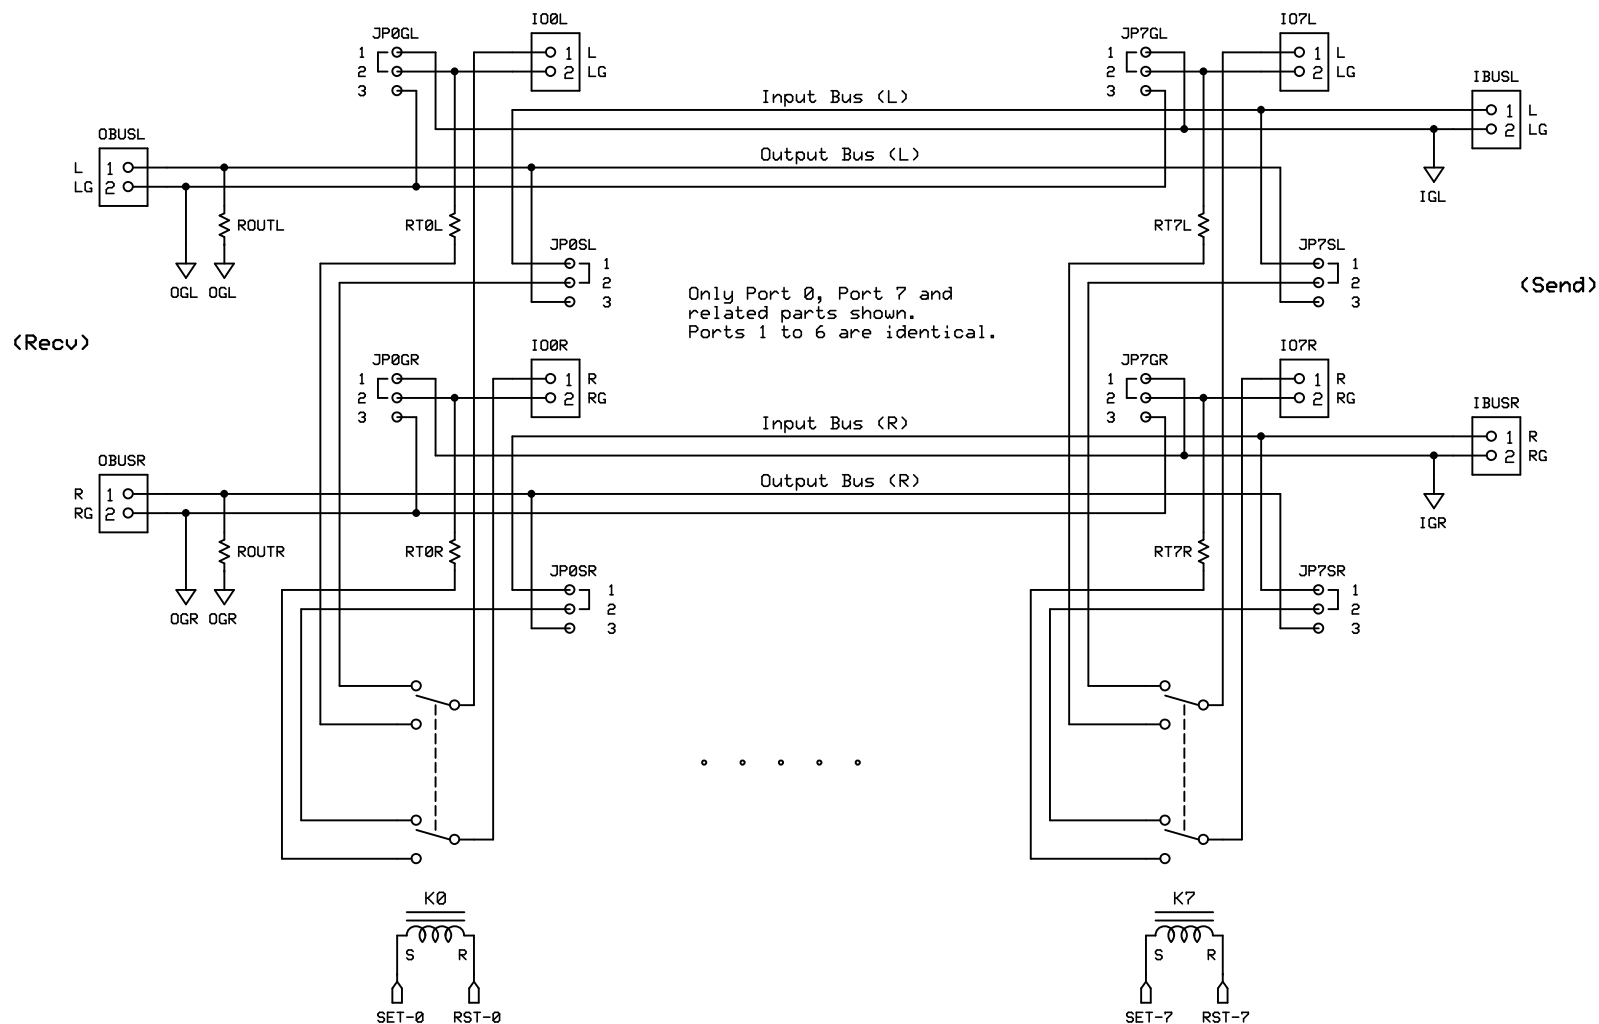 IO0L
IO7L
JP0GL
JP7GL
1
2
3
1 L
2 LG
1
2
3
1 L
2 LG
IBUSL
Input Bus (L)
1 L
2 LG
OBUSL
Output Bus (L)
L 1
LG 2
IGL
ROUTL
RT0L
RT7L
JP0SL
JP7SL
1
2
3
1
2
3
OGL OGL
(Send)
Only Port 0, Port 7 and
related parts shown.
Ports 1 to 6 are identical.
(Recv)
IO0R
IO7R
JP0GR
JP7GR
1
2
3
1 R
2 RG
1
2
3
1 R
2 RG
IBUSR
Input Bus (R)
1 R
2 RG
OBUSR
Output Bus (R)
R 1
RG 2
IGR
ROUTR
RT0R
RT7R
JP0SR
JP7SR
1
2
3
1
2
3
OGR OGR
K0
K7
S R
S R
SET-0 RST-0
SET-7 RST-7